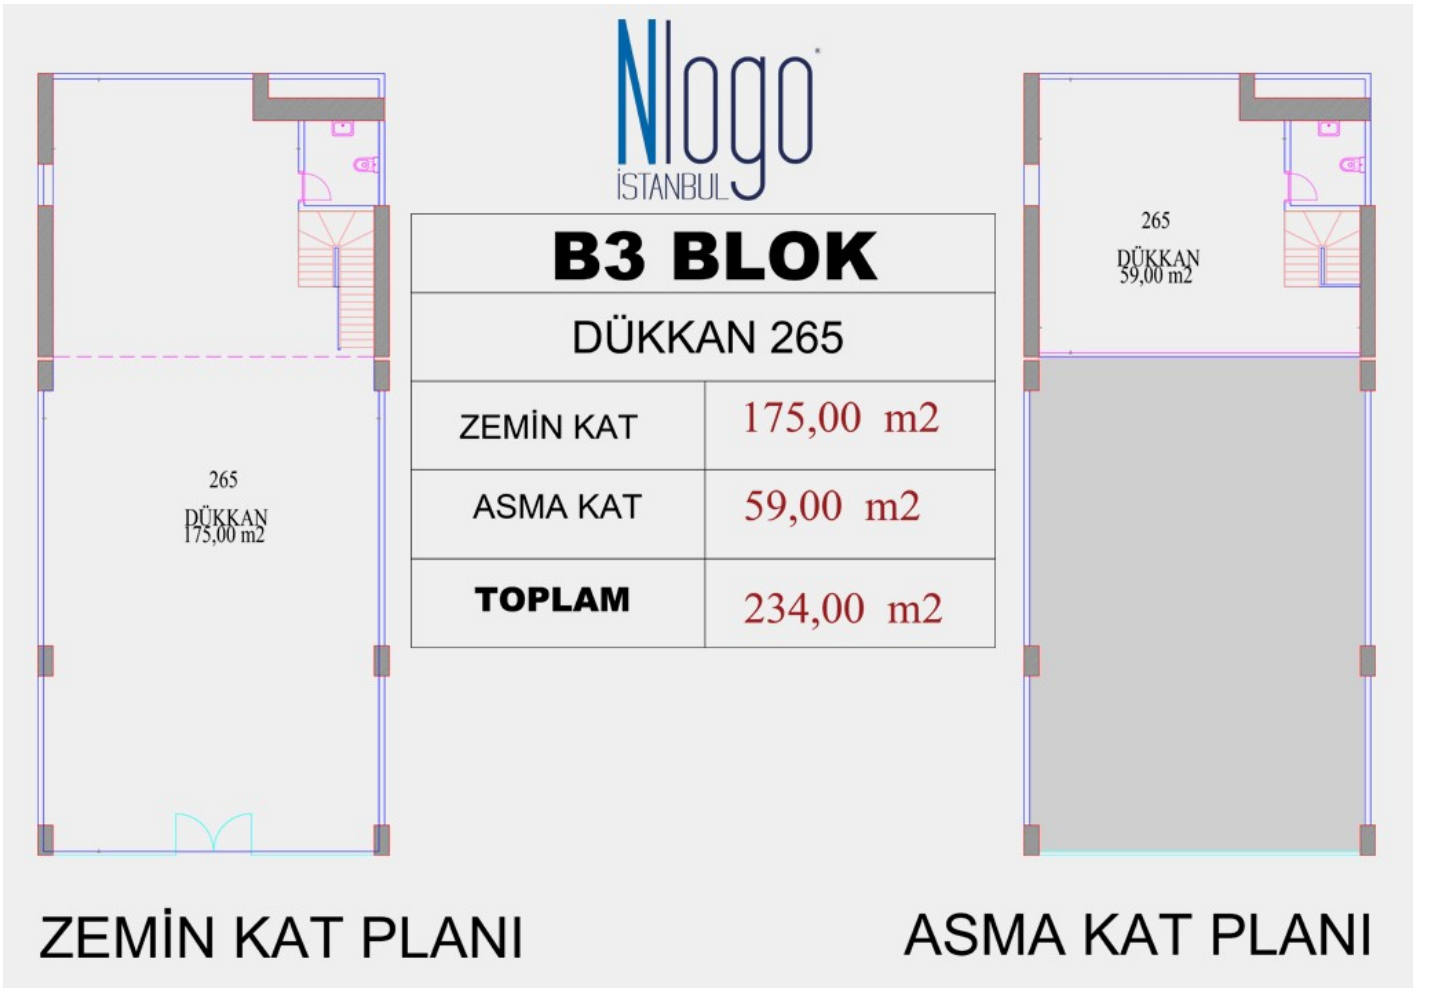 Nlogo
İSTANBUL
B3 BLOK
DÜKKAN 265
ZEMİN KAT 175,00 m2
ASMA KAT 59,00 m2
TOPLAM 234,00 m2
265
DÜKKAN
175,00 m2
265
DÜKKAN
59,00 m2
ZEMİN KAT PLANI
ASMA KAT PLANI